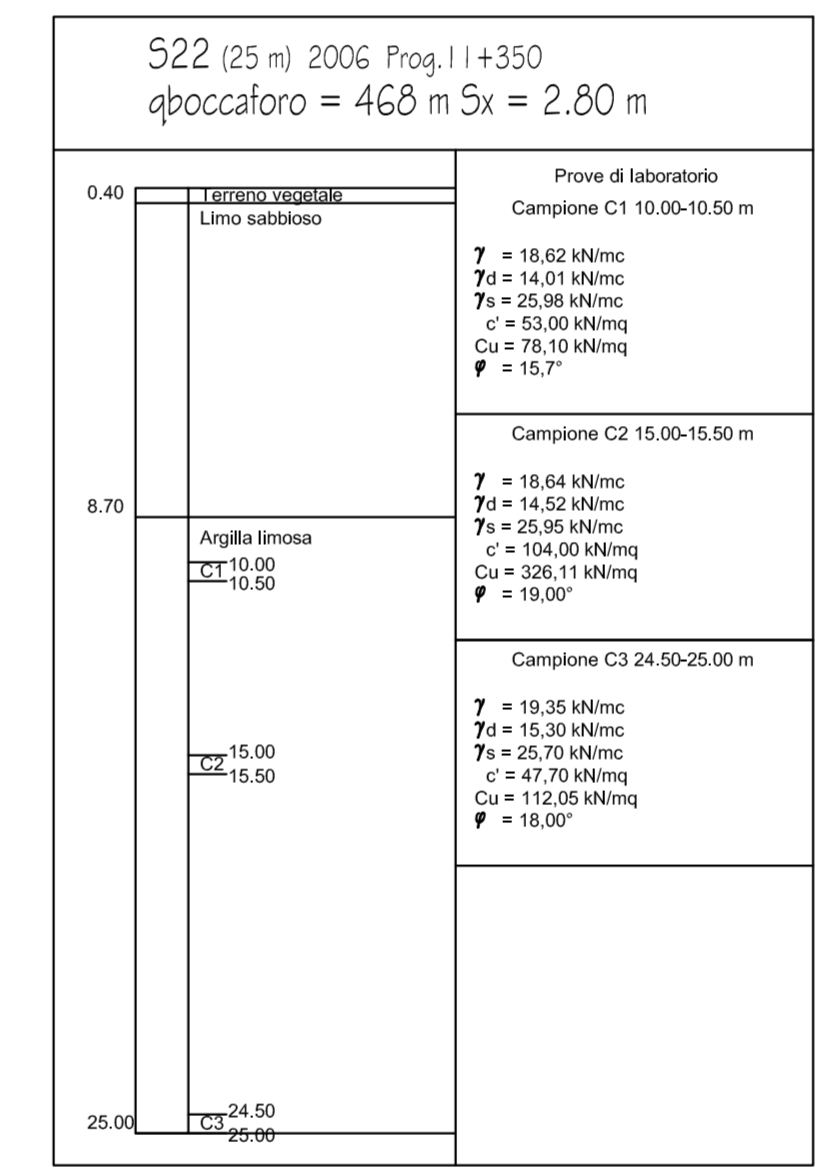 S22 (25 m) 2006 Prog.11+350
qboccaforo = 468 m Sx = 2.80 m
0.40
Terreno vegetale
Limo sabbioso
8.70
Argilla limosa
C1
10.00
10.50
C2
15.00
15.50
25.00
C3
24.50
25.00
Prove di laboratorio
Campione C1 10.00-10.50 m
γ = 18,62 kN/mc
γd = 14,01 kN/mc
γs = 25,98 kN/mc
c' = 53,00 kN/mq
Cu = 78,10 kN/mq
φ = 15,7°
Campione C2 15.00-15.50 m
γ = 18,64 kN/mc
γd = 14,52 kN/mc
γs = 25,95 kN/mc
c' = 104,00 kN/mq
Cu = 326,11 kN/mq
φ = 19,00°
Campione C3 24.50-25.00 m
γ = 19,35 kN/mc
γd = 15,30 kN/mc
γs = 25,70 kN/mc
c' = 47,70 kN/mq
Cu = 112,05 kN/mq
φ = 18,00°